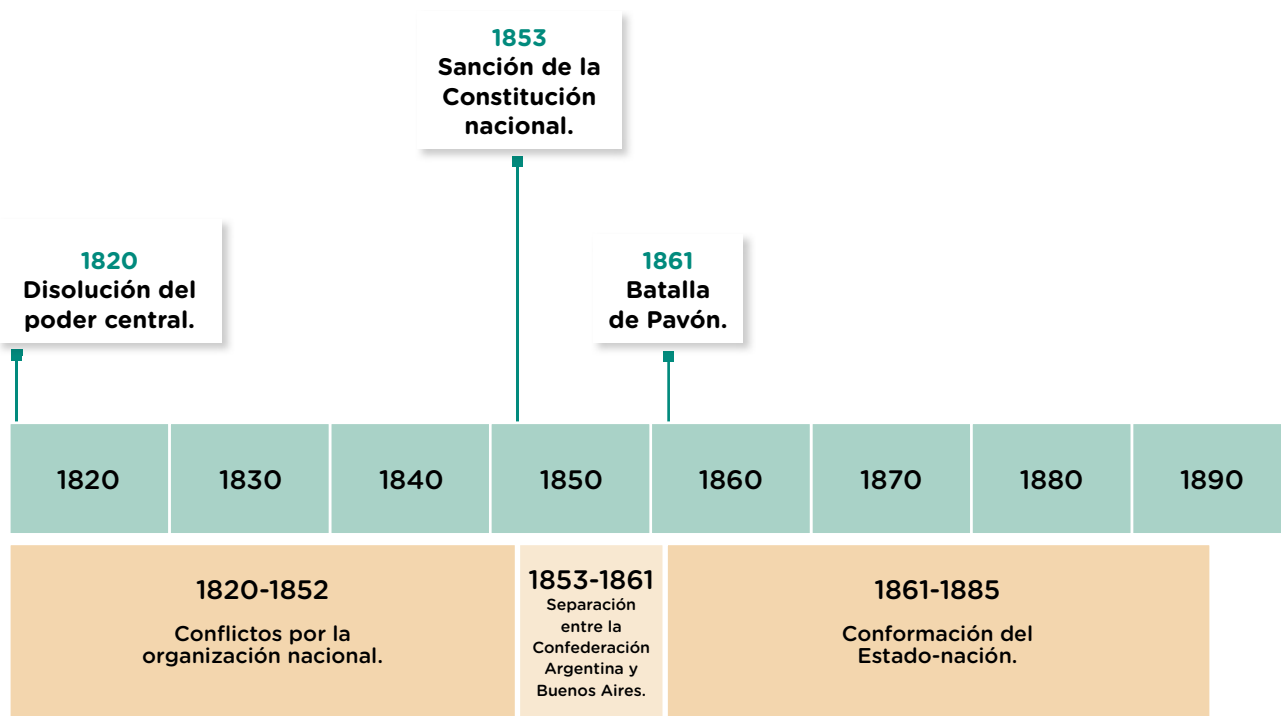 1853
Sanción de la
Constitución
nacional.
1820
Disolución del
poder central.
1861
Batalla
de Pavón.
1820
1830
1840
1850
1860
1870
1880
1890
1820-1852
Conflictos por la
organización nacional.
1853-1861
Separación
entre la
Confederación
Argentina y
Buenos Aires.
1861-1885
Conformación del
Estado-nación.